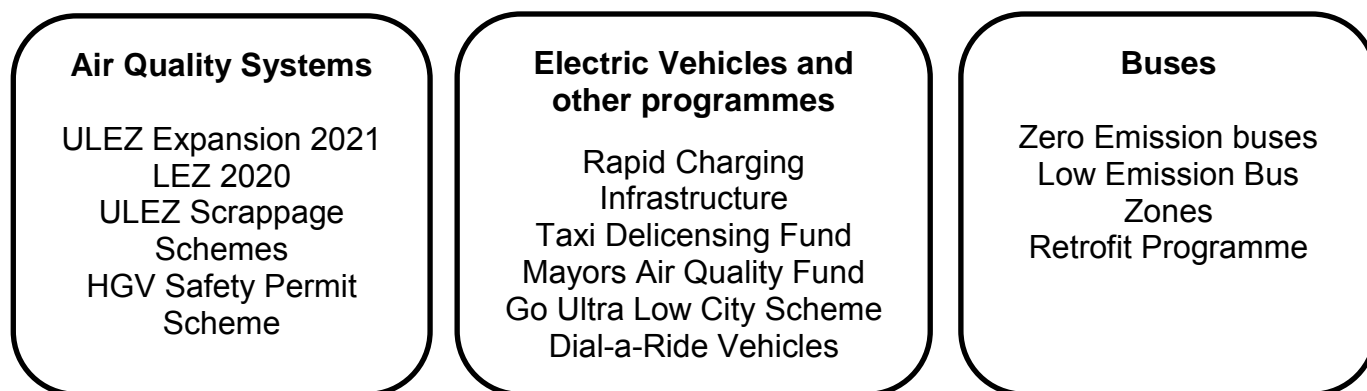 Air Quality Systems
ULEZ Expansion 2021
LEZ 2020
ULEZ Scrappage
Schemes
HGV Safety Permit
Scheme
Electric Vehicles and
other programmes
Rapid Charging
Infrastructure
Taxi Delicensing Fund
Mayors Air Quality Fund
Go Ultra Low City Scheme
Dial-a-Ride Vehicles
Buses
Zero Emission buses
Low Emission Bus
Zones
Retrofit Programme